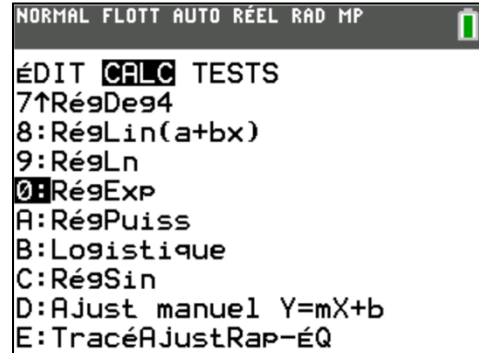 NORMAL FLOTT AUTO RÉEL RAD MP
ÉDIT CALC TESTS
7↑RégDeg4
8:RégLin(a+bx)
9:RégLn
0:RégExp
A:RégPuiss
B:Logistique
C:RégSin
D:Ajust manuel Y=mX+b
E:TracéAjustRap-ÉQ